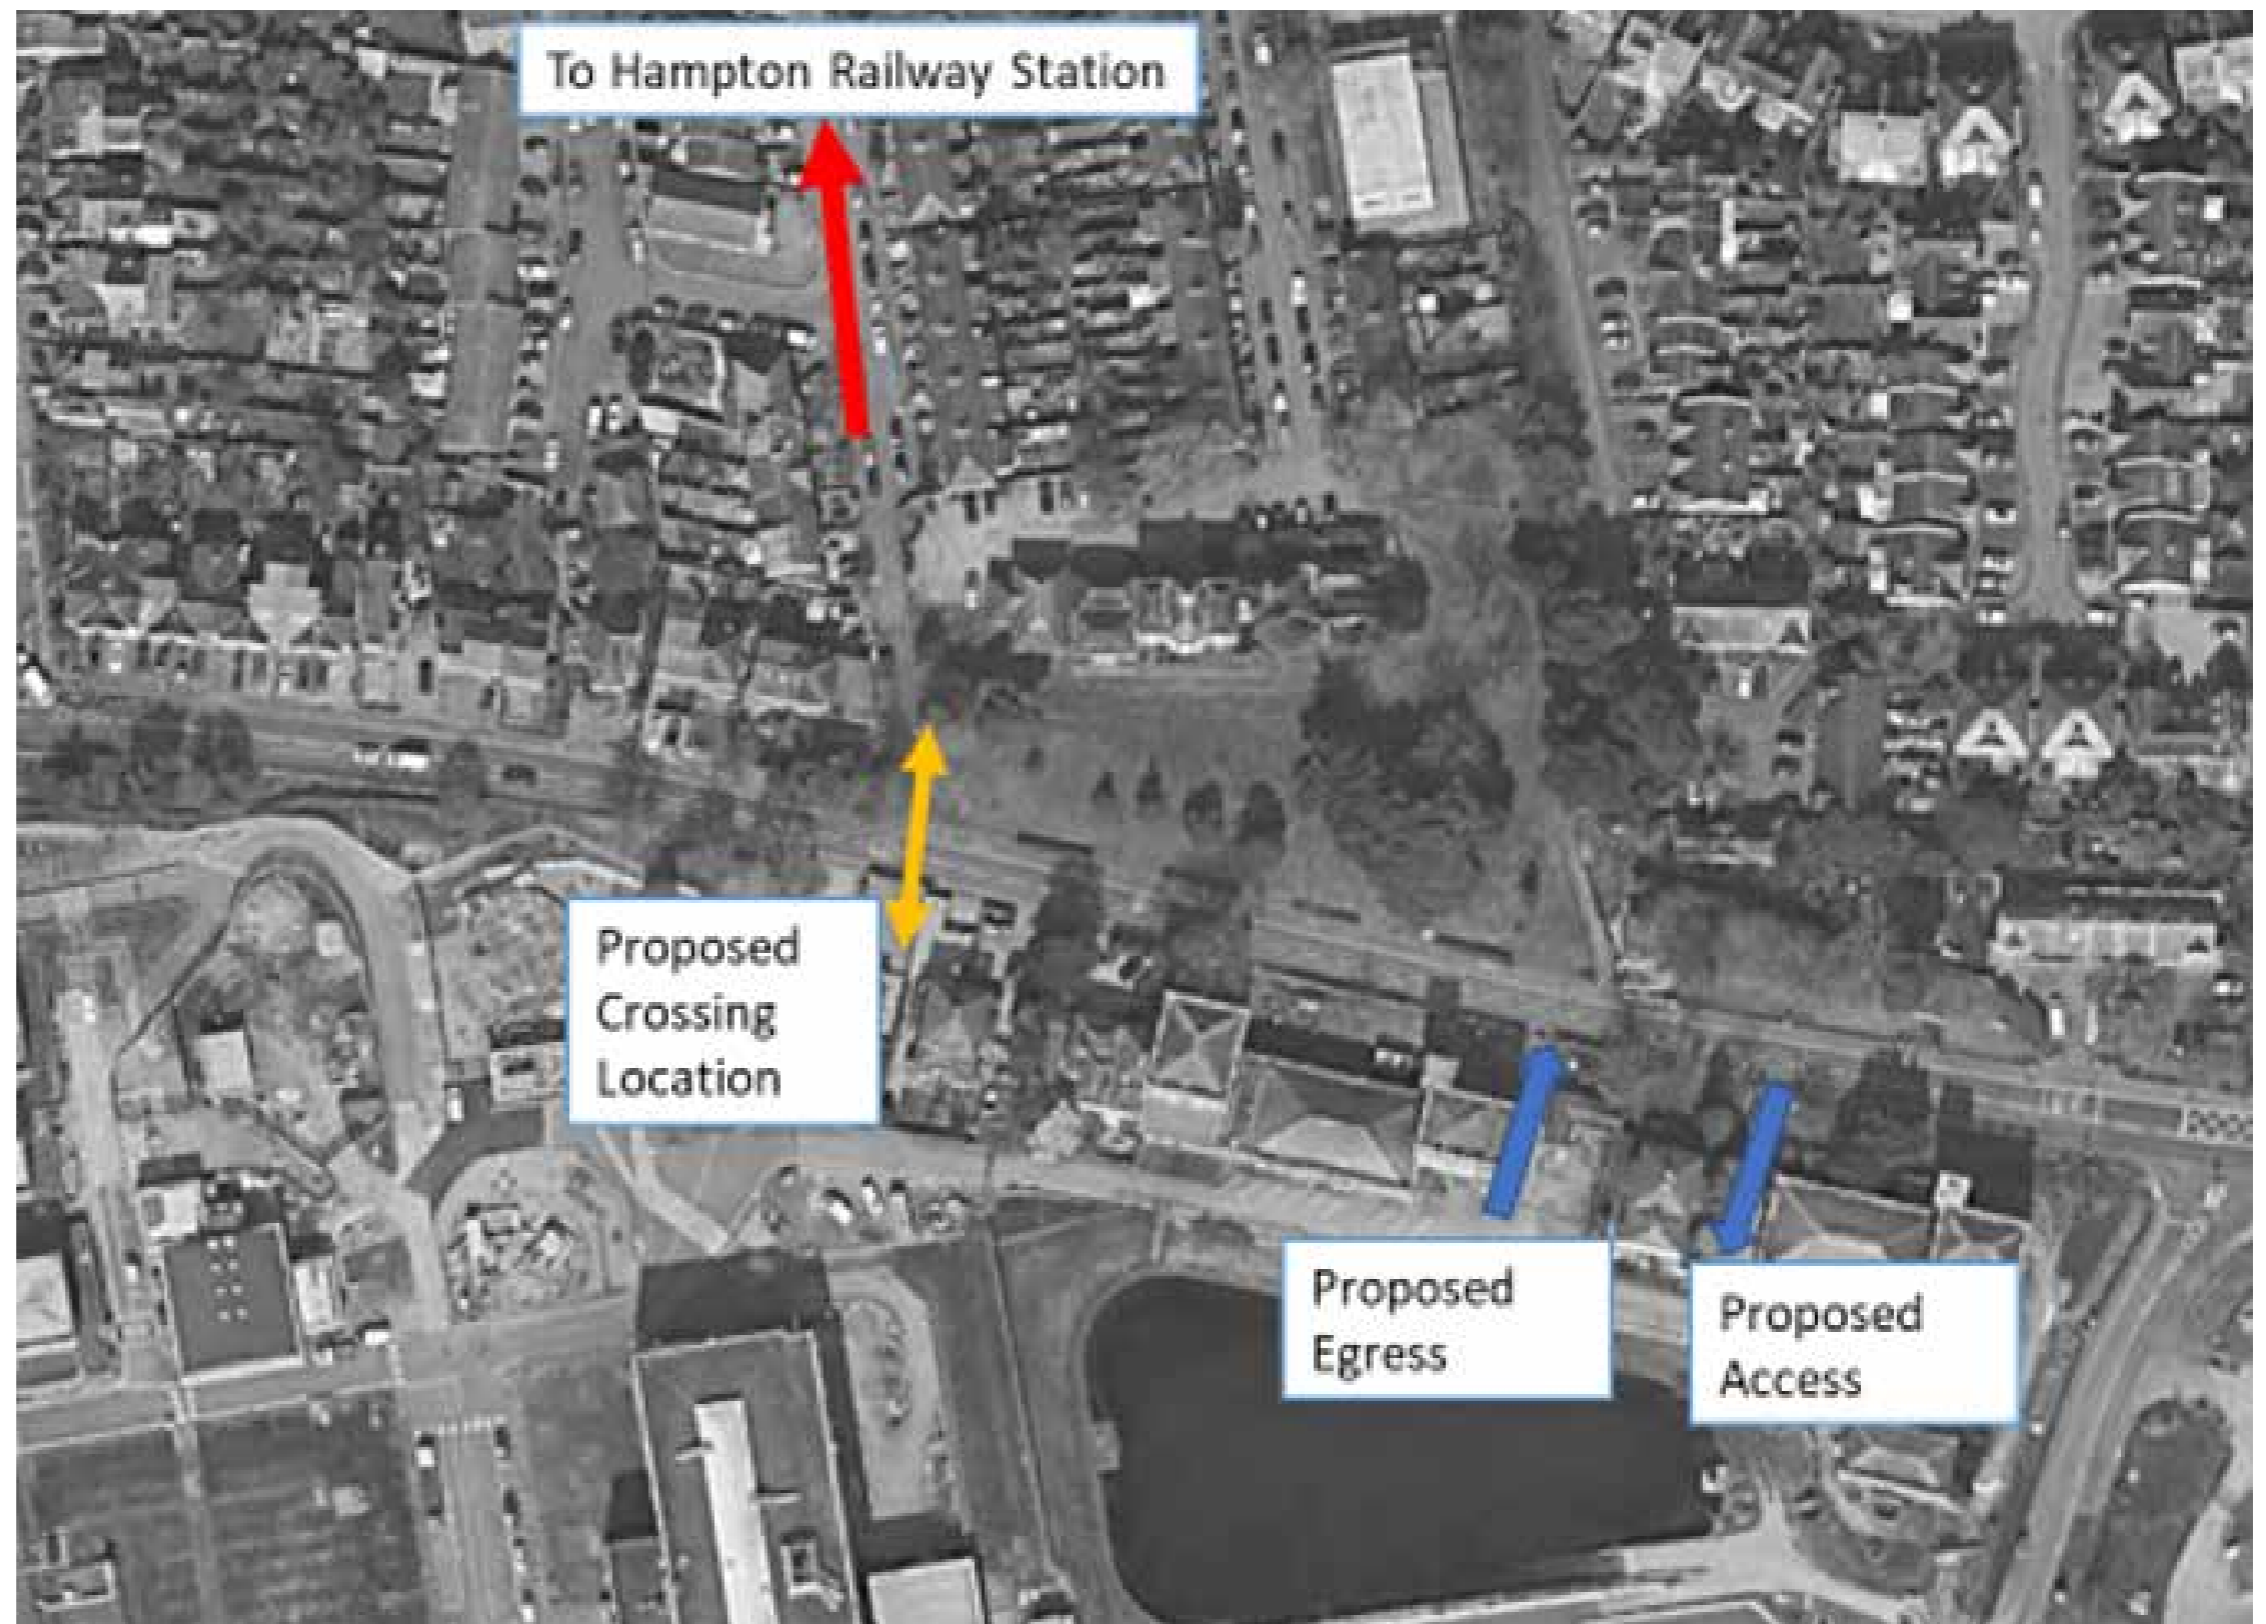 To Hampton Railway Station
Proposed
Crossing
Location
Proposed
Egress
Proposed
Access